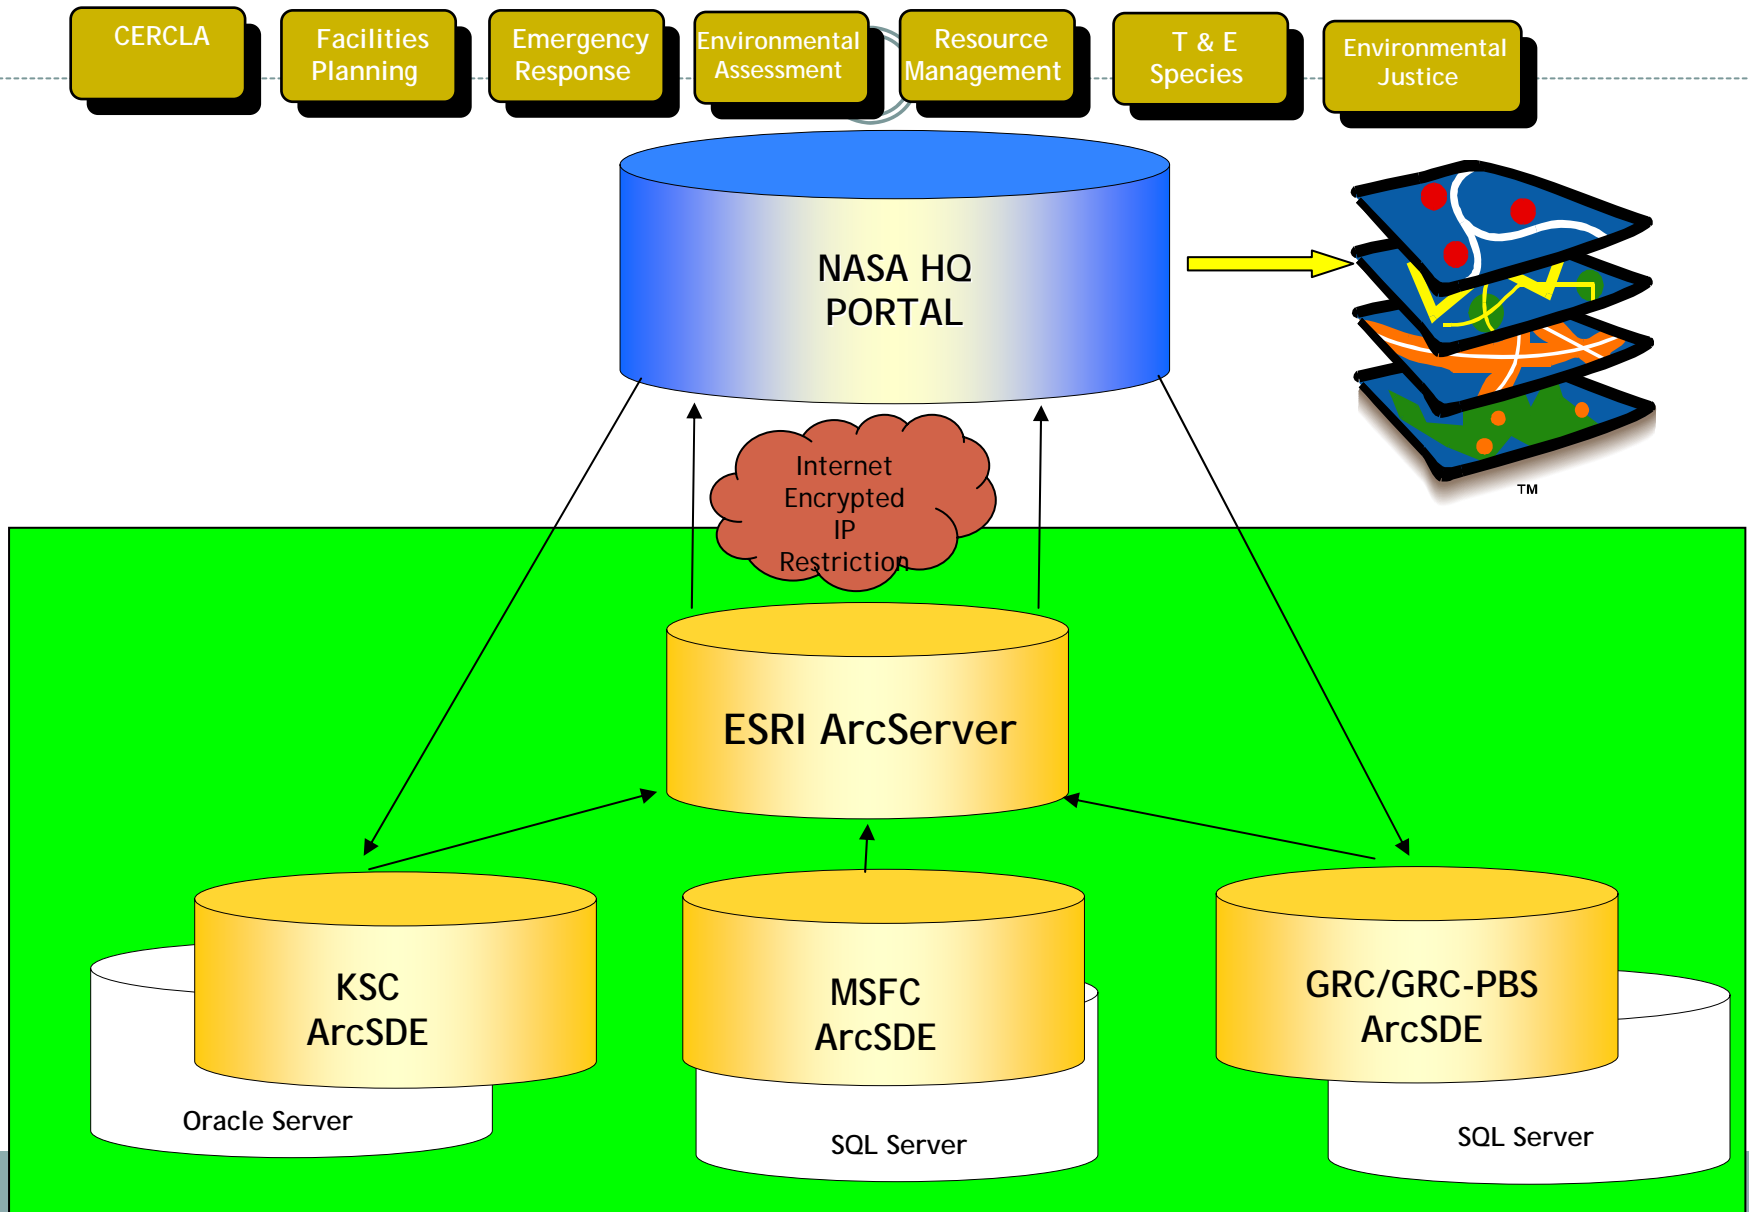 CERCLA
Facilities
Planning
Emergency
Response
Environmental
Assessment
Resource
Management
T & E
Species
Environmental
Justice
NASA HQ
PORTAL
Internet
Encrypted
IP
Restriction
TM
ESRI ArcServer
KSC
ArcSDE
MSFC
ArcSDE
GRC/GRC-PBS
ArcSDE
Oracle Server
SQL Server
SQL Server